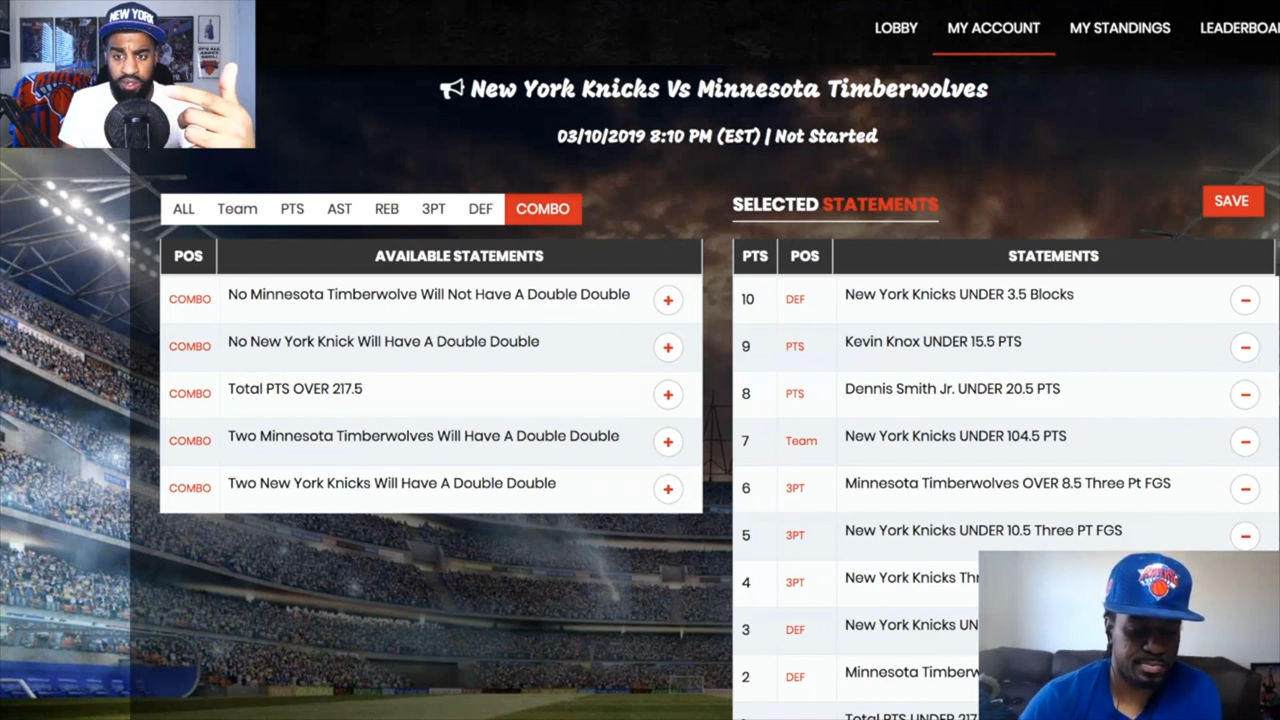 NEW YORK
LOBBY
MY ACCOUNT
MY STANDINGS
LEADERBOA
New York Knicks Vs Minnesota Timberwolves
03/10/2019 8:10 PM (EST) | Not Started
ALL Team PTS AST REB 3PT DEF COMBO
POS AVAILABLE STATEMENTS
COMBO No Minnesota Timberwolve Will Not Have A Double Double +
COMBO No New York Knick Will Have A Double Double +
COMBO Total PTS OVER 217.5 +
COMBO Two Minnesota Timberwolves Will Have A Double Double +
COMBO Two New York Knicks Will Have A Double Double +
SELECTED STATEMENTS
SAVE
PTS POS STATEMENTS
10 DEF New York Knicks UNDER 3.5 Blocks −
9 PTS Kevin Knox UNDER 15.5 PTS −
8 PTS Dennis Smith Jr. UNDER 20.5 PTS −
7 Team New York Knicks UNDER 104.5 PTS −
6 3PT Minnesota Timberwolves OVER 8.5 Three Pt FGS −
5 3PT New York Knicks UNDER 10.5 Three PT FGS −
4 3PT New York Knicks Thr
3 DEF New York Knicks UN
2 DEF Minnesota Timberw
Total PTS UNDER 217